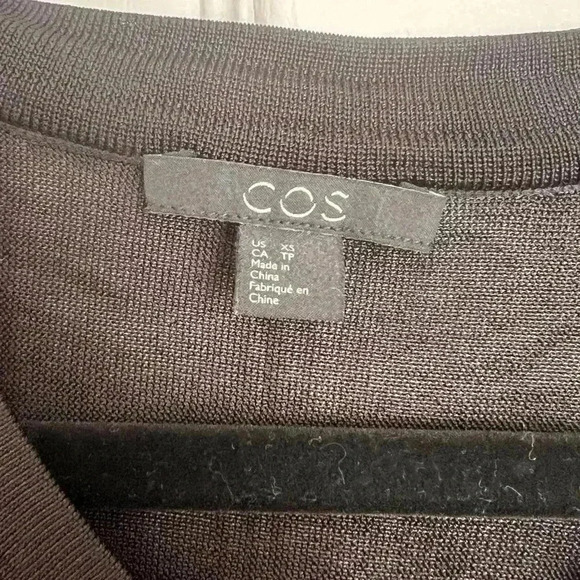 COS
US XS
CA TP
Made in
China
Fabriqué en
Chine